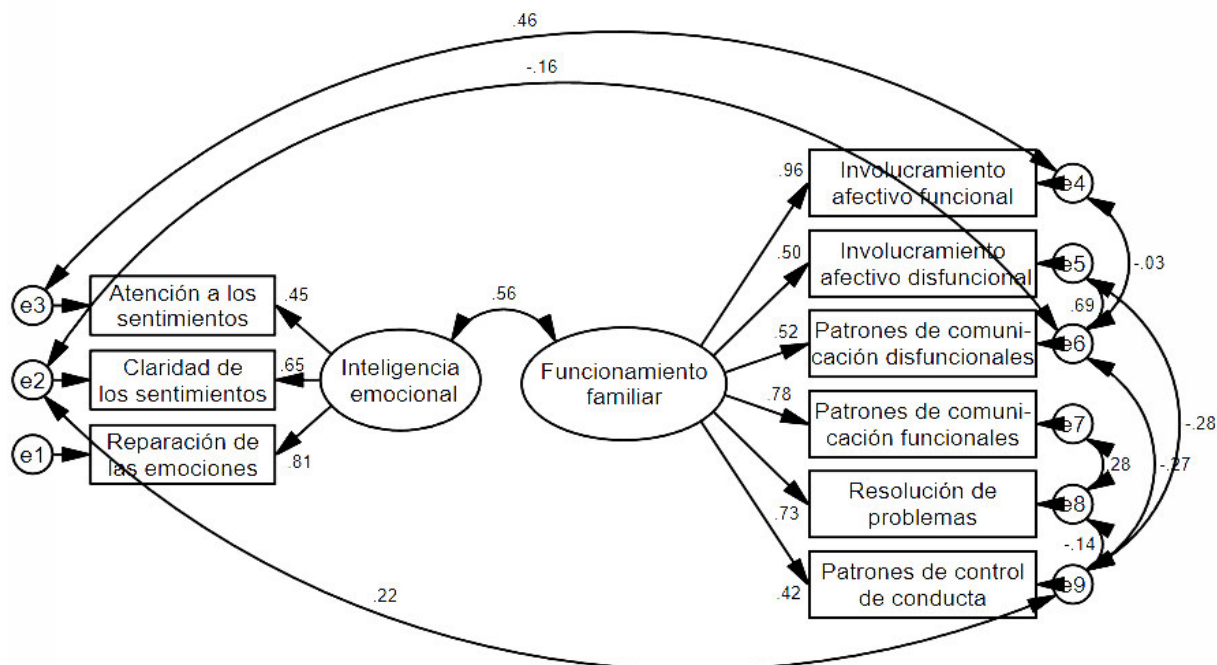 .46
-.16
.96
Involucramiento
afectivo funcional
e4
-.03
.50
Involucramiento
afectivo disfuncional
e5
.69
e3
Atención a los
sentimientos
.45
.56
.52
Patrones de comuni-
cación disfuncionales
e6
e2
Claridad de
los sentimientos
.65
Inteligencia
emocional
Funcionamiento
familiar
.78
Patrones de comuni-
cación funcionales
e7
-.28
e1
Reparación de
las emociones
.81
.28
-.27
.73
Resolución de
problemas
e8
-.14
.42
Patrones de control
de conducta
e9
.22